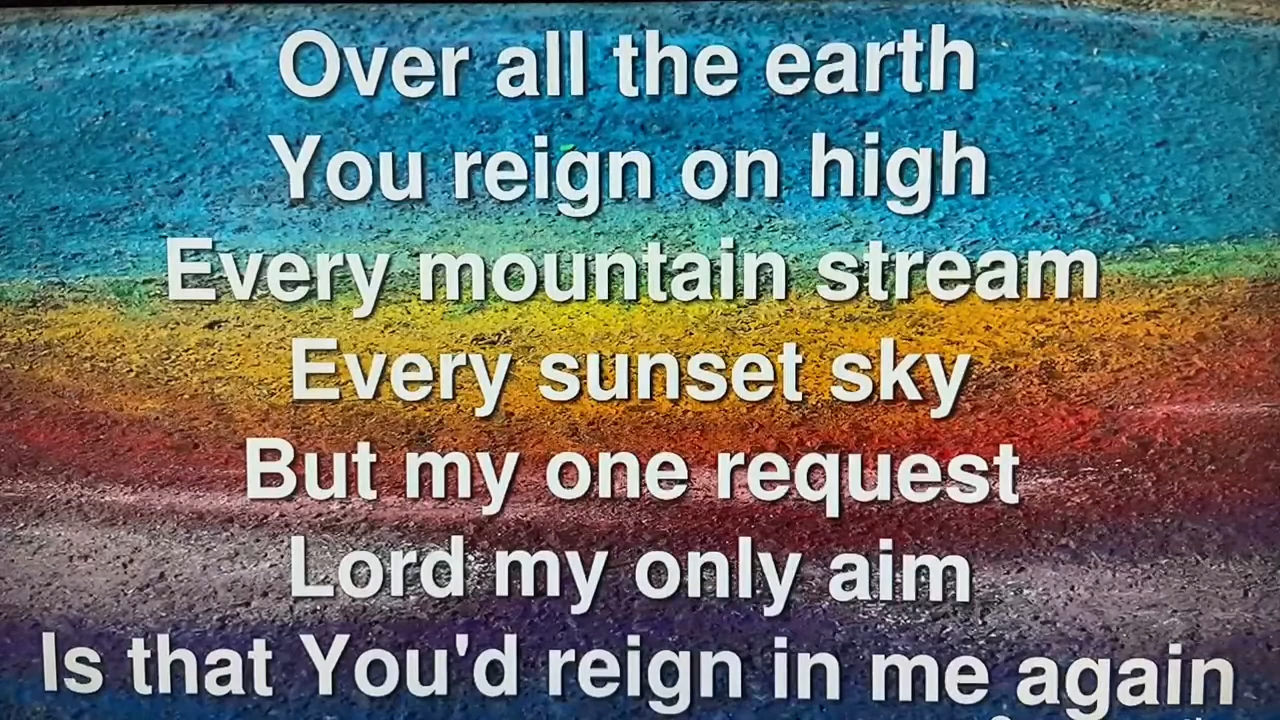 Over all the earth
You reign on high
Every mountain stream
Every sunset sky
But my one request
Lord my only aim
Is that You'd reign in me again